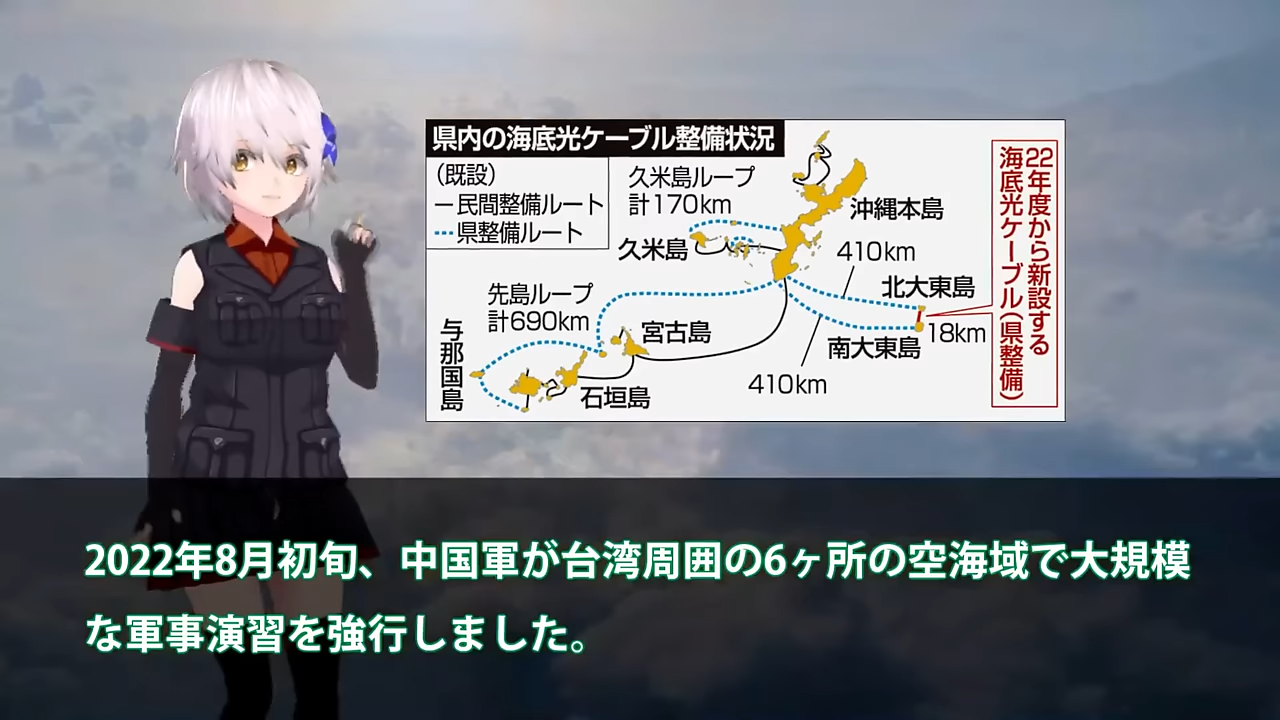 県内の海底光ケーブル整備状況
(既設)
─民間整備ルート
┅県整備ルート
久米島ループ
計170km
沖縄本島
久米島
410km
北大東島
先島ループ
計690km
与那国島
宮古島
18km
南大東島
石垣島
410km
22年度から新設する
海底光ケーブル(県整備)
2022年8月初旬、中国軍が台湾周囲の6ヶ所の空海域で大規模
な軍事演習を強行しました。